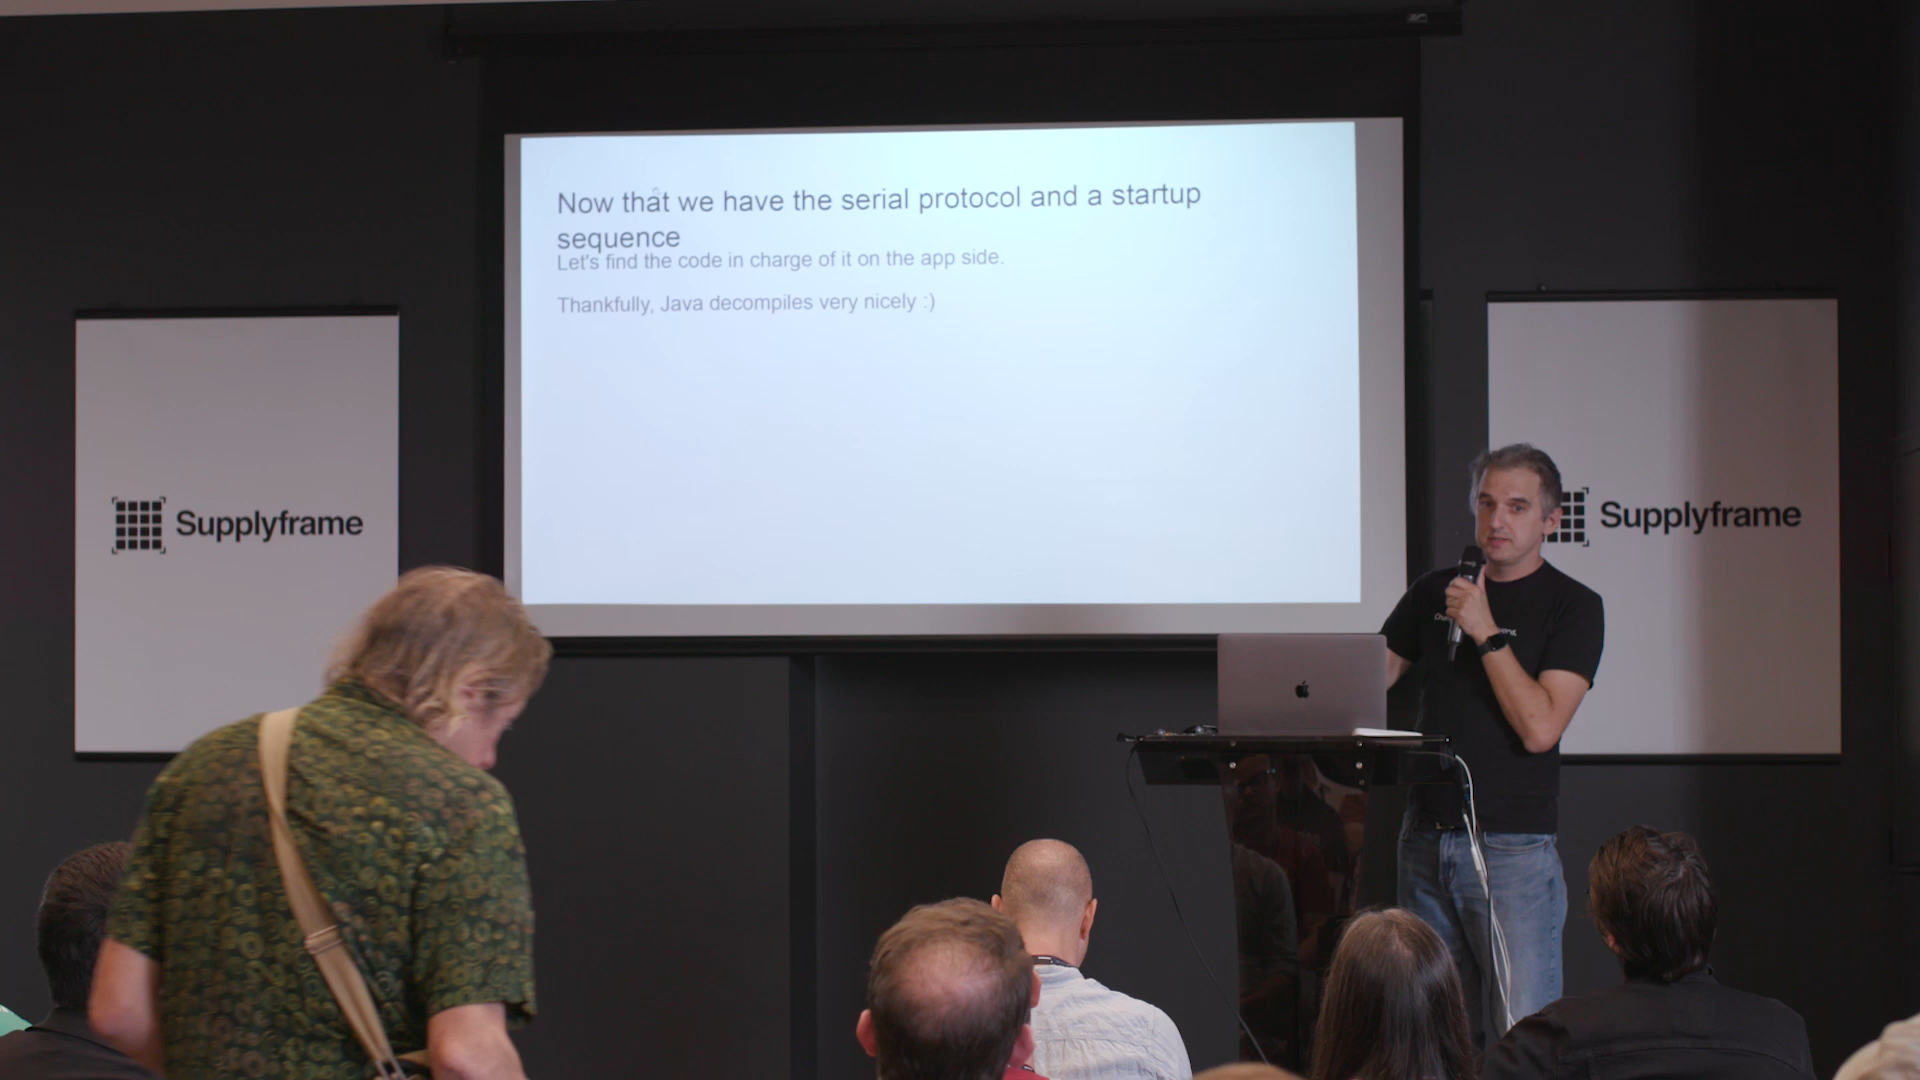 Now that we have the serial protocol and a startup
sequence
Let's find the code in charge of it on the app side.
Thankfully, Java decompiles very nicely :)
Supplyframe
Supplyframe